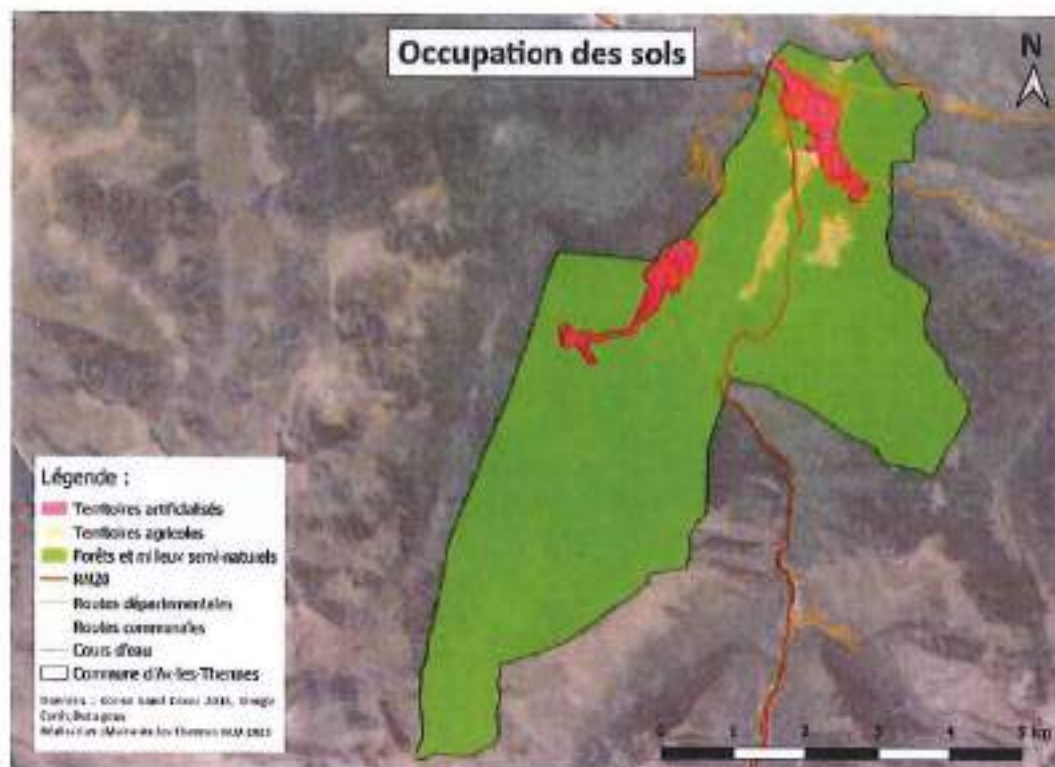 Occupation des sols
N
Légende :
Territoires artificialisés
Territoires agricoles
Forêts et milieux semi-naturels
RN20
Routes départementales
Routes communales
Cours d'eau
Commune d'Ax-les-Thermes
0 1 2 3 4 5 km